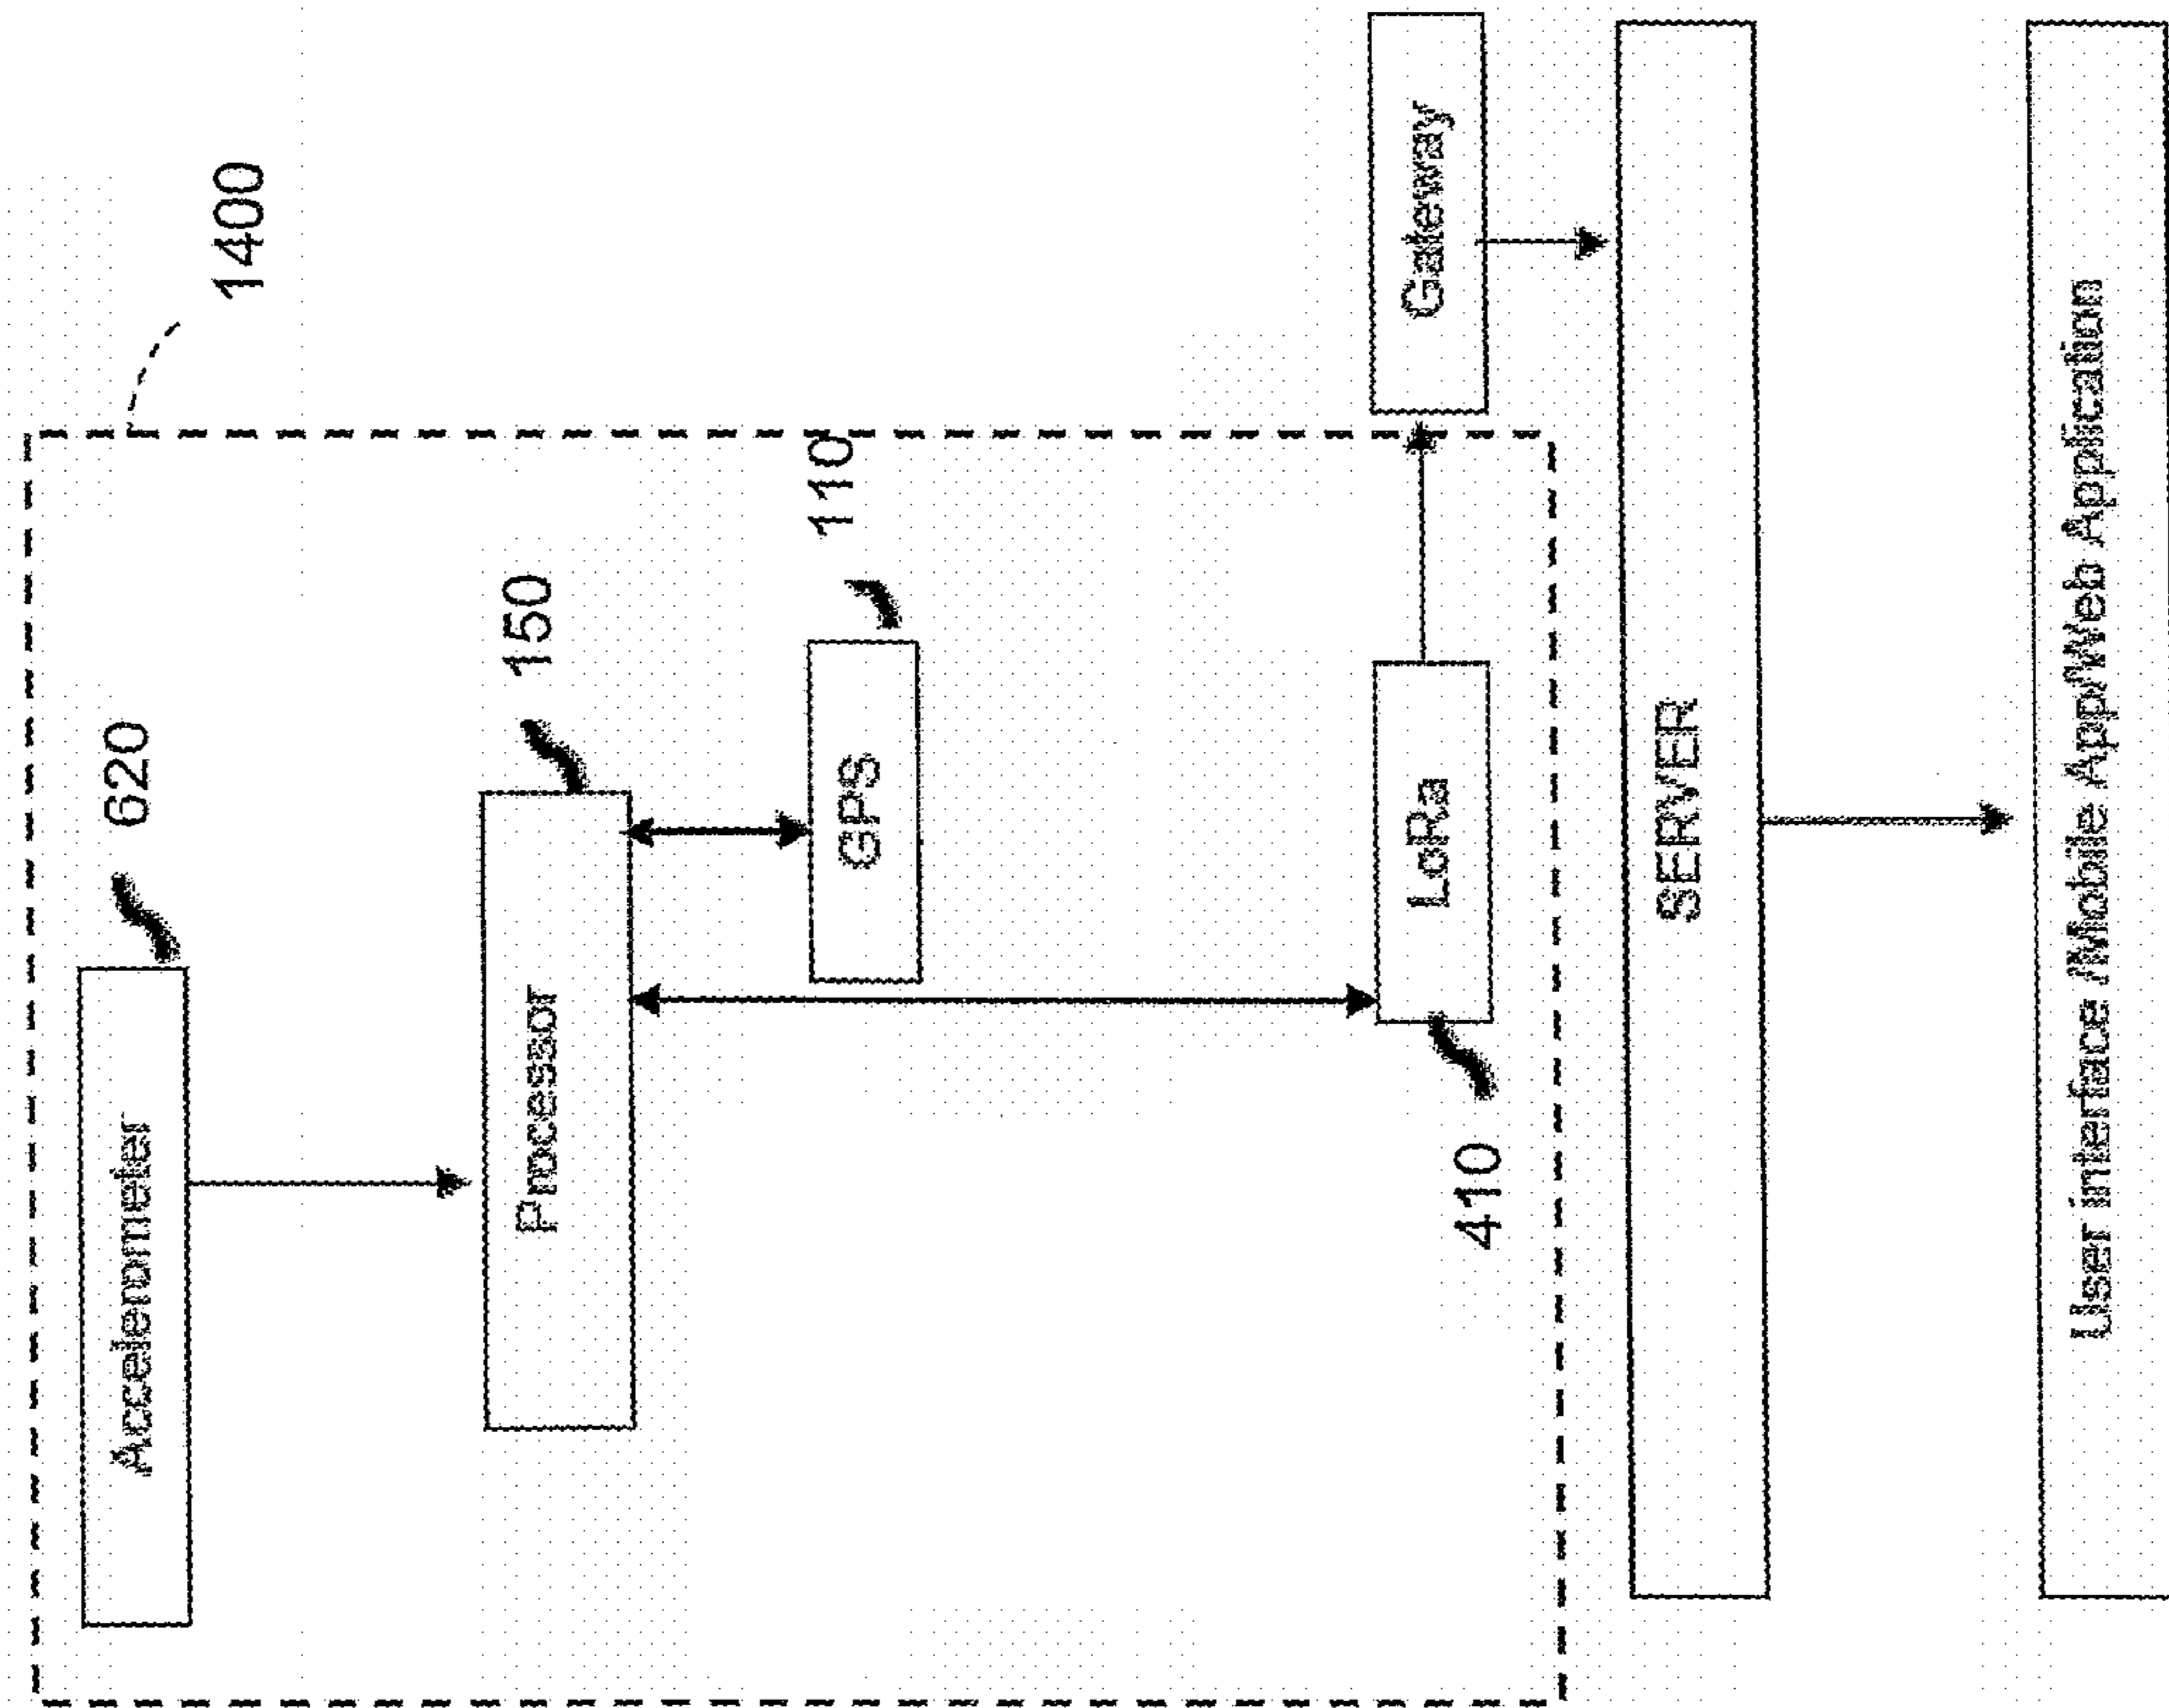 1400
620
Accelerometer
150
Processor
110
GPS
LoRa
410
Gateway
SERVER
User interface /Mobile App/Web Application